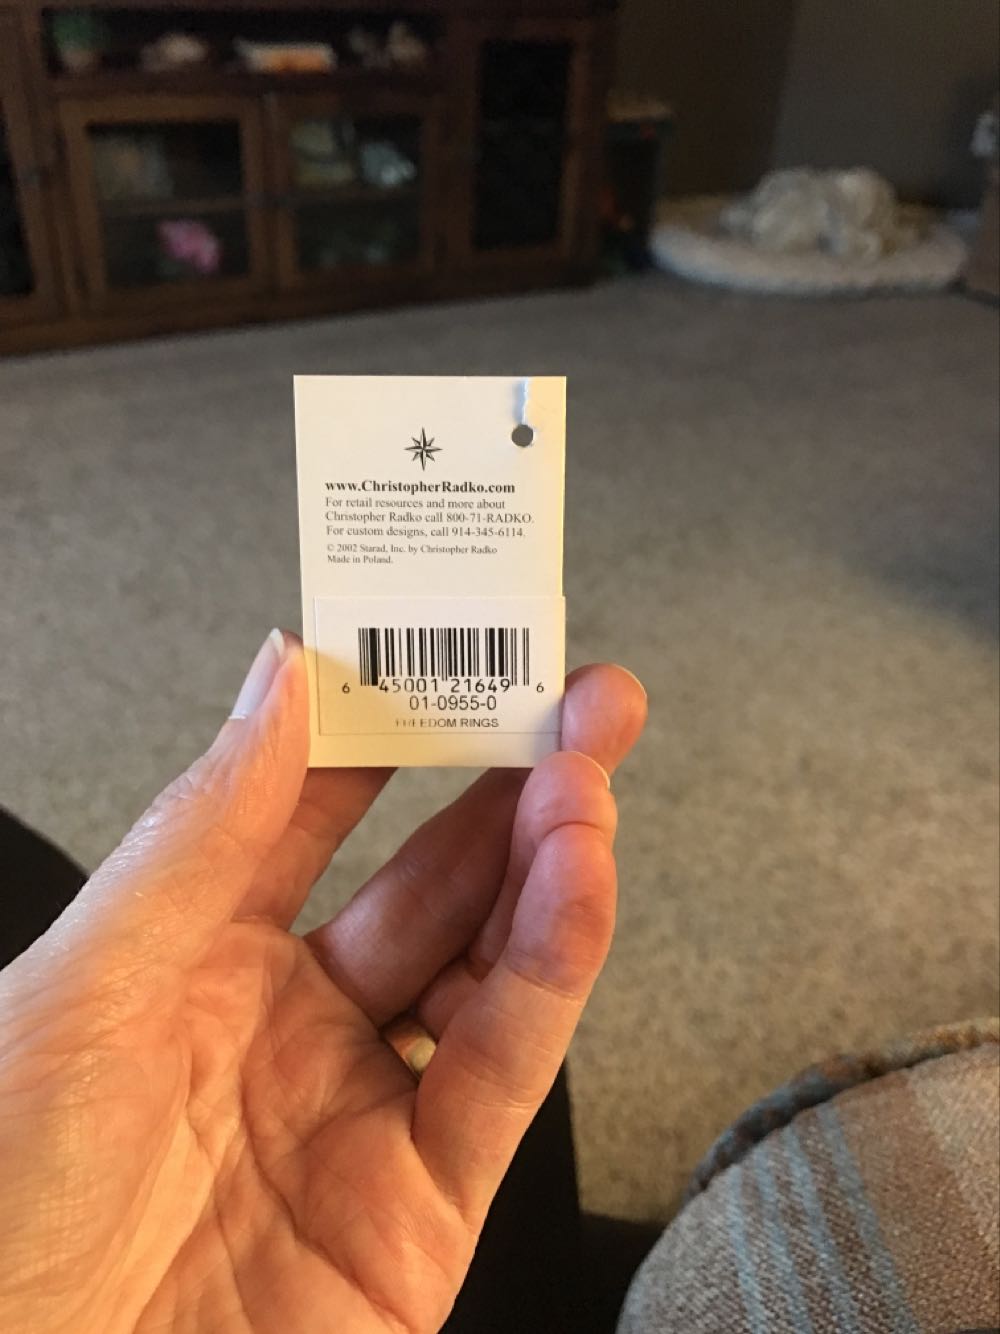 www.ChristopherRadko.com
For retail resources and more about
Christopher Radko call 800-71-RADKO.
For custom designs, call 914-345-6114.
© 2002 Starad, Inc. by Christopher Radko
Made in Poland.
6 45001 21649 6
01-0955-0
FREEDOM RINGS